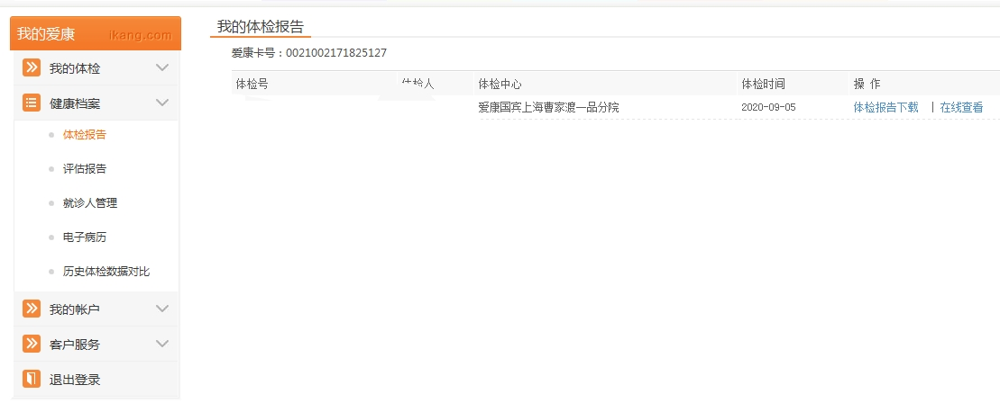 我的爱康 ikang.com
我的体检
健康档案
体检报告
评估报告
就诊人管理
电子病历
历史体检数据对比
我的帐户
客户服务
退出登录
我的体检报告
爱康卡号：0021002171825127
体检号 体检人 体检中心 体检时间 操 作
爱康国宾上海曹家渡一品分院 2020-09-05 体检报告下载 | 在线查看